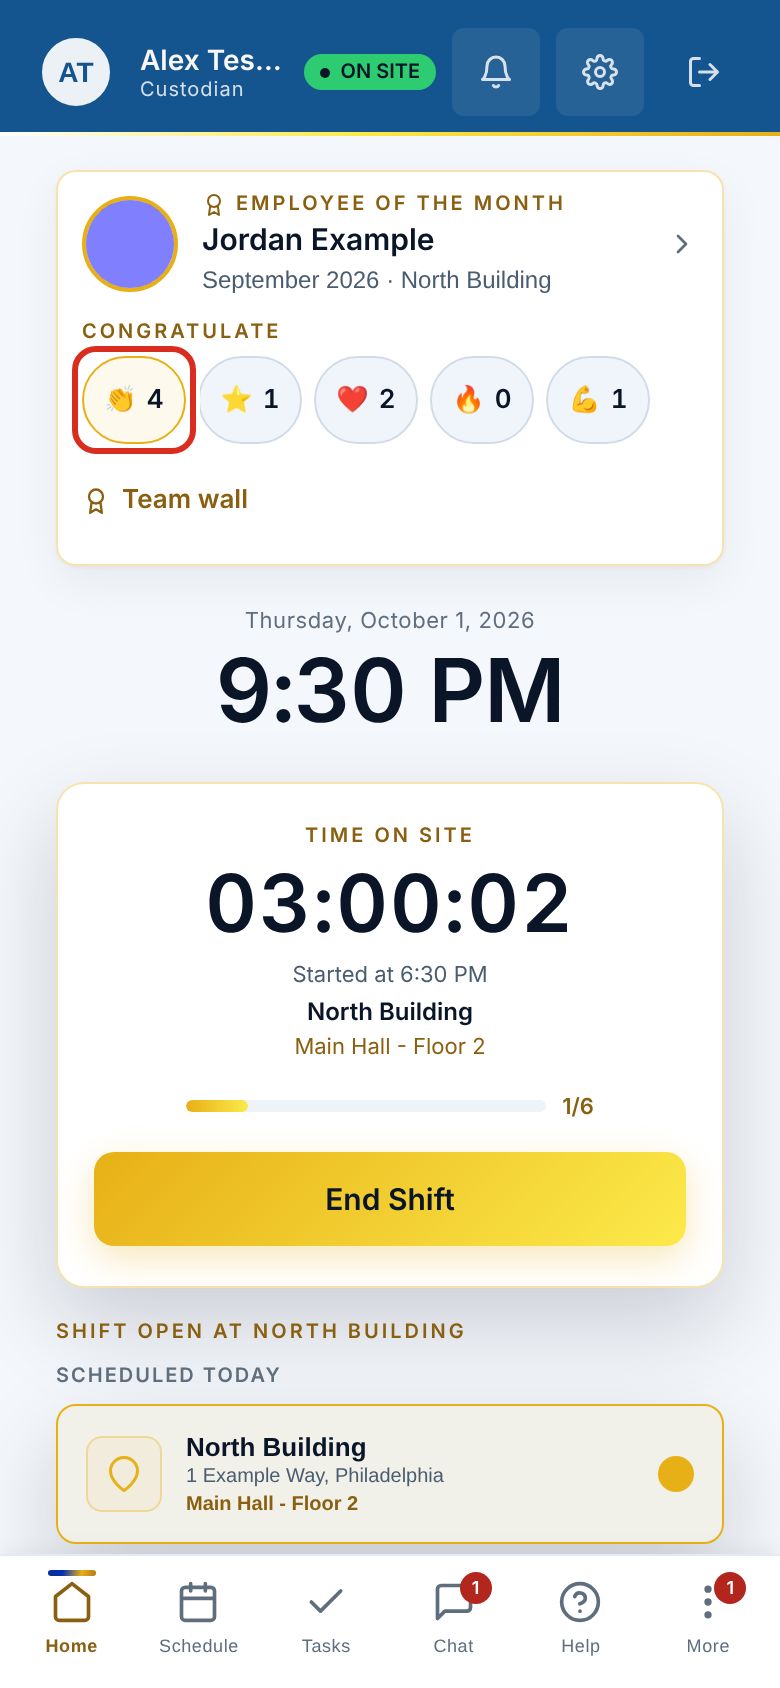 AT
Alex Tes...
Custodian
ON SITE
EMPLOYEE OF THE MONTH
Jordan Example
September 2026 · North Building
CONGRATULATE
👏 4
⭐ 1
❤️ 2
🔥 0
💪 1
Team wall
Thursday, October 1, 2026
9:30 PM
TIME ON SITE
03:00:02
Started at 6:30 PM
North Building
Main Hall - Floor 2
1/6
End Shift
SHIFT OPEN AT NORTH BUILDING
SCHEDULED TODAY
North Building
1 Example Way, Philadelphia
Main Hall - Floor 2
1
1
Home
Schedule
Tasks
Chat
Help
More